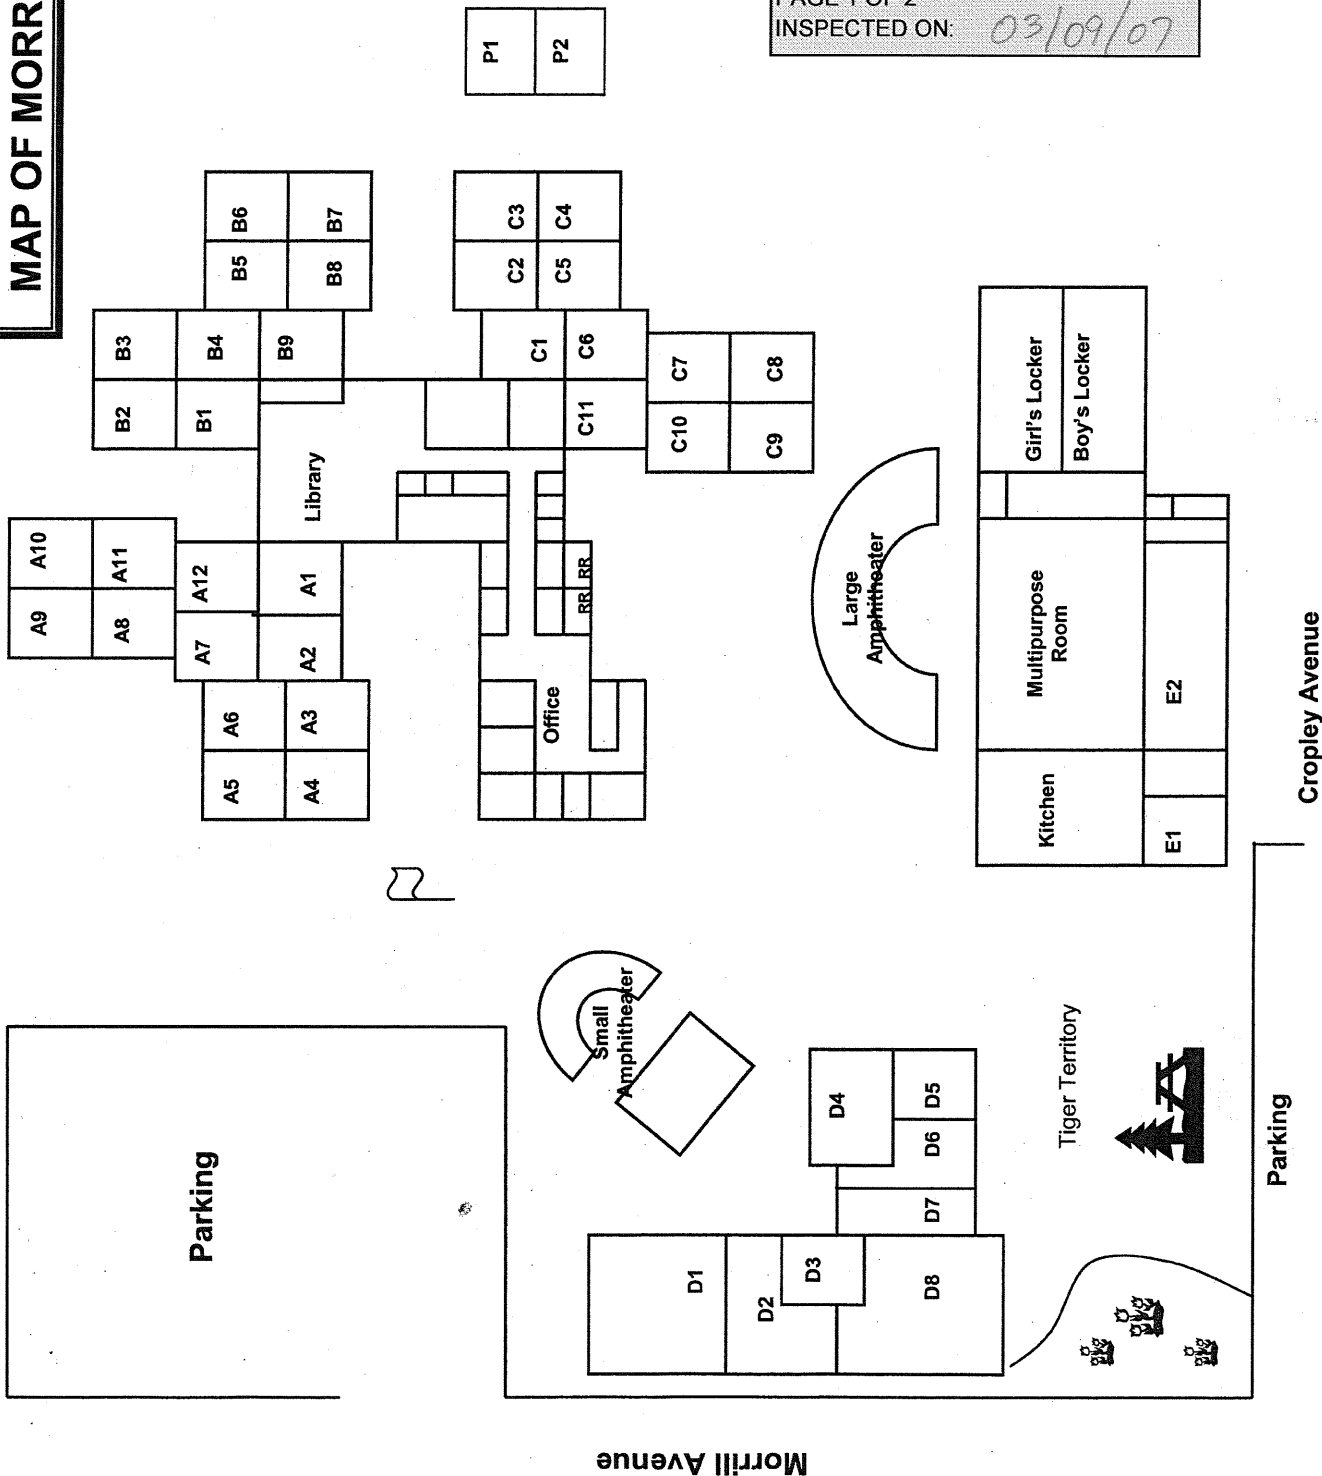 MAP OF MORR
PAGE 1 OF 2
INSPECTED ON: 03/09/07
P1
P2
B6
B7
B5
B8
B3
B4
B9
B2
B1
C3
C4
C2
C5
C1
C6
C7
C8
C11
C10
C9
Library
A10
A11
A9
A8
A12
A1
A7
A2
A6
A3
A5
A4
RR
RR
Office
Large
Amphitheater
Girl's Locker
Boy's Locker
Multipurpose
Room
E2
Kitchen
E1
Cropley Avenue
Small
Amphitheater
Parking
D4
D5
D6
D7
D1
D2
D3
D8
Tiger Territory
Parking
Morrill Avenue